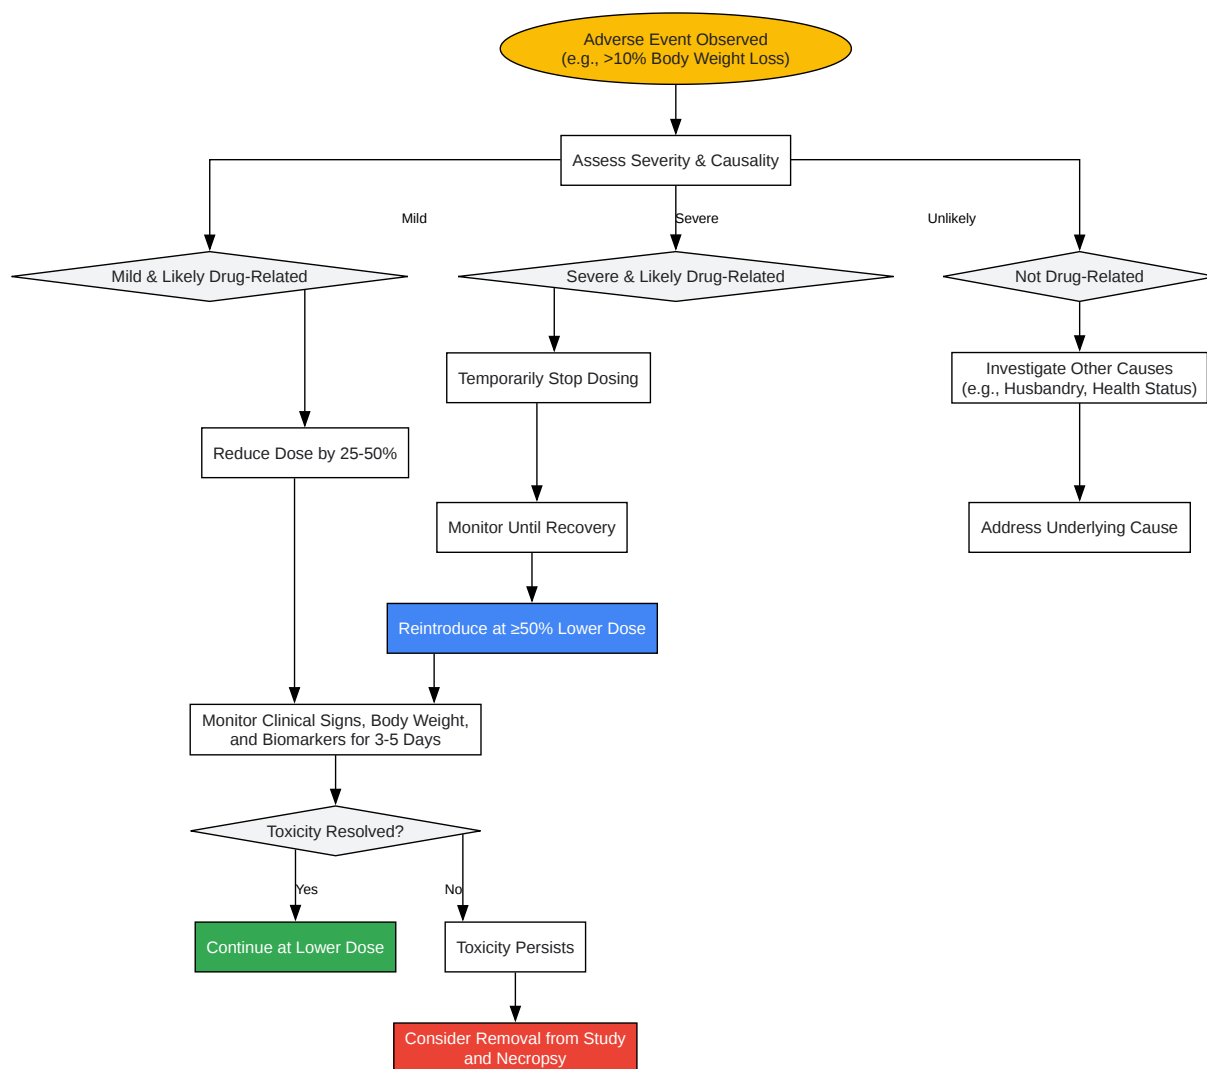 Adverse Event Observed
(e.g., >10% Body Weight Loss)
Assess Severity & Causality
Mild
Severe
Unlikely
Mild & Likely Drug-Related
Severe & Likely Drug-Related
Not Drug-Related
Temporarily Stop Dosing
Investigate Other Causes
(e.g., Husbandry, Health Status)
Reduce Dose by 25-50%
Monitor Until Recovery
Address Underlying Cause
Reintroduce at ≥50% Lower Dose
Monitor Clinical Signs, Body Weight,
and Biomarkers for 3-5 Days
Toxicity Resolved?
Yes
No
Continue at Lower Dose
Toxicity Persists
Consider Removal from Study
and Necropsy